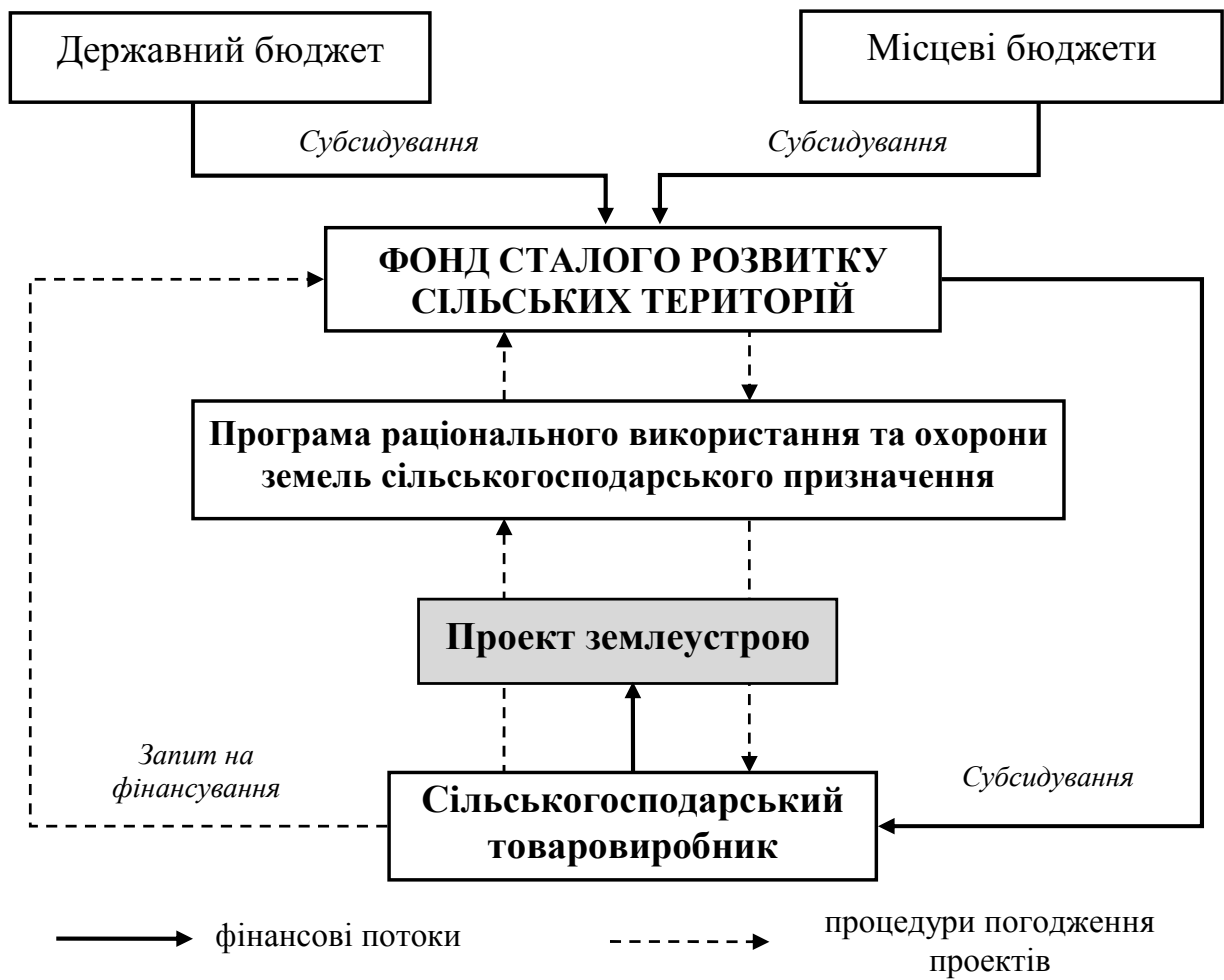 Державний бюджет
Місцеві бюджети
Субсидування
Субсидування
ФОНД СТАЛОГО РОЗВИТКУ
СІЛЬСЬКИХ ТЕРИТОРІЙ
Програма раціонального використання та охорони
земель сільськогосподарського призначення
Проект землеустрою
Запит на
фінансування
Субсидування
Сільськогосподарський
товаровиробник
фінансові потоки
процедури погодження
проектів